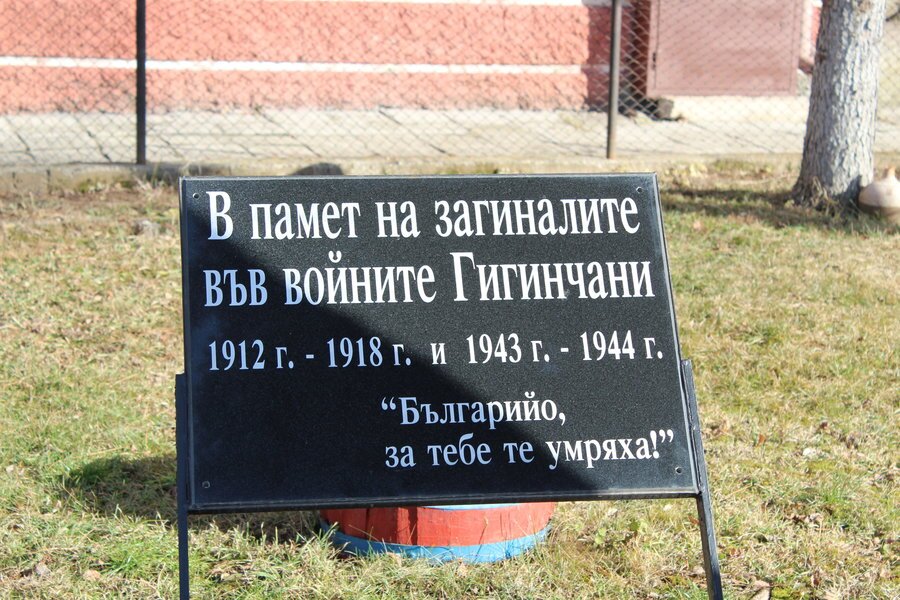 В памет на загиналите
във войните Гигинчани
1912 г. - 1918 г. и 1943 г. - 1944 г.
“Българийо,
за тебе те умряха!”